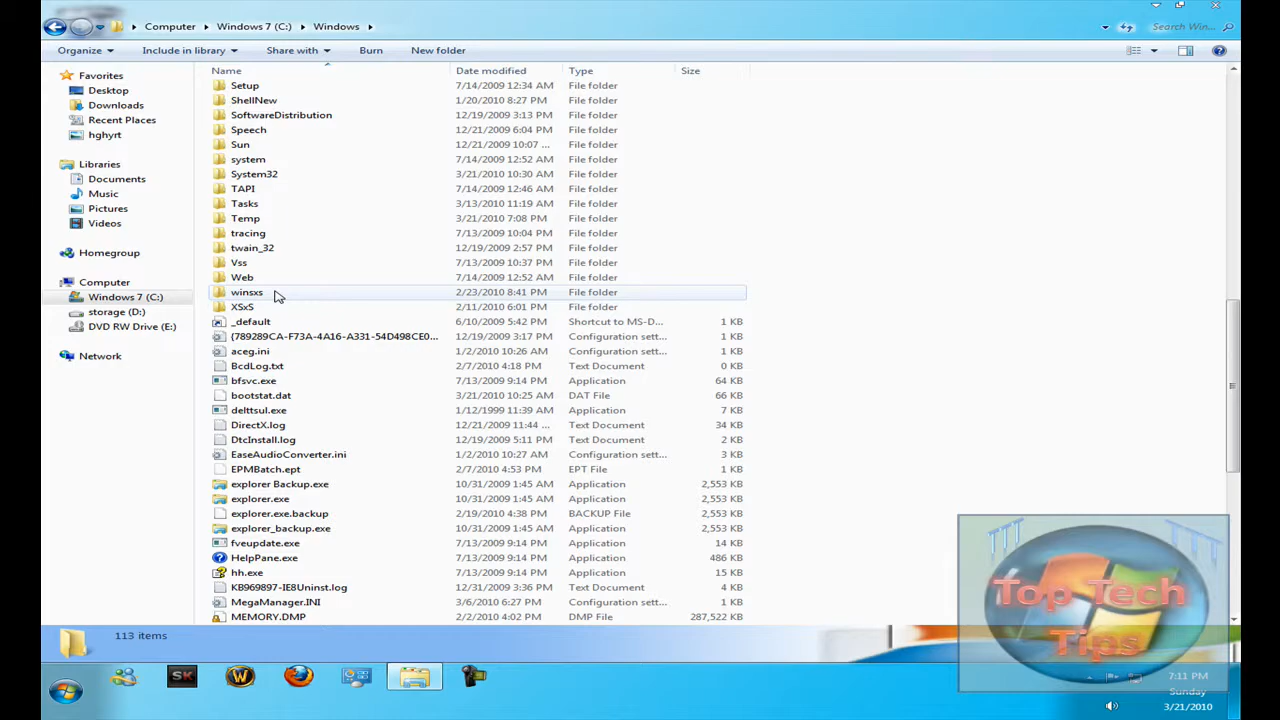 Computer Windows 7 (C:) Windows Search Win...
Organize Include in library Share with Burn New folder
Favorites
Desktop
Downloads
Recent Places
hghyrt
Libraries
Documents
Music
Pictures
Videos
Homegroup
Computer
Windows 7 (C:)
storage (D:)
DVD RW Drive (E:)
Network
Name Date modified Type Size
Setup 7/14/2009 12:34 AM File folder
ShellNew 1/20/2010 8:27 PM File folder
SoftwareDistribution 12/19/2009 3:13 PM File folder
Speech 12/21/2009 6:04 PM File folder
Sun 12/21/2009 10:07 ... File folder
system 7/14/2009 12:52 AM File folder
System32 3/21/2010 10:30 AM File folder
TAPI 7/14/2009 12:46 AM File folder
Tasks 3/13/2010 11:19 AM File folder
Temp 3/21/2010 7:08 PM File folder
tracing 7/13/2009 10:04 PM File folder
twain_32 12/19/2009 2:57 PM File folder
Vss 7/13/2009 10:37 PM File folder
Web 7/14/2009 12:52 AM File folder
winsxs 2/23/2010 8:41 PM File folder
XSxS 2/11/2010 6:01 PM File folder
_default 6/10/2009 5:42 PM Shortcut to MS-D... 1 KB
{789289CA-F73A-4A16-A331-54D498CE0... 12/19/2009 3:17 PM Configuration sett... 1 KB
aceg.ini 1/2/2010 10:26 AM Configuration sett... 1 KB
BcdLog.txt 2/7/2010 4:18 PM Text Document 0 KB
bfsvc.exe 7/13/2009 9:14 PM Application 64 KB
bootstat.dat 3/21/2010 10:25 AM DAT File 66 KB
delttsul.exe 1/12/1999 11:39 AM Application 7 KB
DirectX.log 12/21/2009 11:44 ... Text Document 34 KB
DtcInstall.log 12/19/2009 5:11 PM Text Document 2 KB
EaseAudioConverter.ini 1/2/2010 10:27 AM Configuration sett... 3 KB
EPMBatch.ept 2/7/2010 4:53 PM EPT File 1 KB
explorer Backup.exe 10/31/2009 1:45 AM Application 2,553 KB
explorer.exe 10/31/2009 1:45 AM Application 2,553 KB
explorer.exe.backup 2/19/2010 4:38 PM BACKUP File 2,553 KB
explorer_backup.exe 10/31/2009 1:45 AM Application 2,553 KB
fveupdate.exe 7/13/2009 9:14 PM Application 14 KB
HelpPane.exe 7/13/2009 9:14 PM Application 486 KB
hh.exe 7/13/2009 9:14 PM Application 15 KB
KB969897-IE8Uninst.log 12/31/2009 3:36 PM Text Document 4 KB
MegaManager.INI 3/6/2010 6:27 PM Configuration sett... 1 KB
MEMORY.DMP 2/2/2010 4:02 PM DMP File 287,522 KB
113 items
Top Tech
Tips
SK
W
7:11 PM
Sunday
3/21/2010